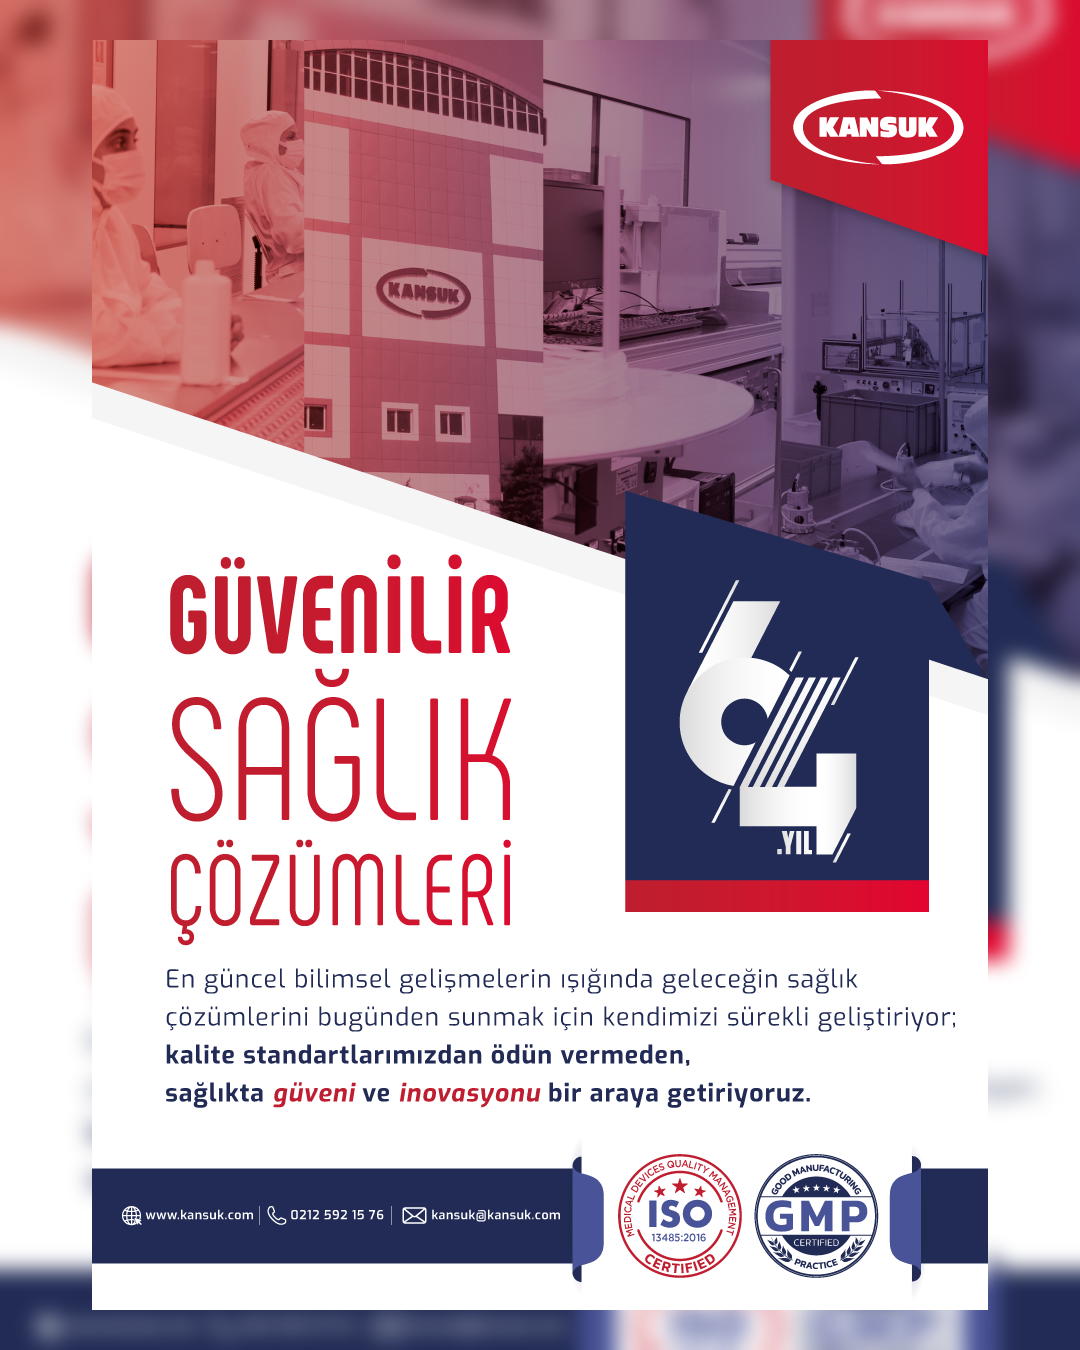 KANSUK
KANSUK
GÜVENİLİR
SAĞLIK
ÇÖZÜMLERİ
64
.YIL
En güncel bilimsel gelişmelerin ışığında geleceğin sağlık
çözümlerini bugünden sunmak için kendimizi sürekli geliştiriyor;
kalite standartlarımızdan ödün vermeden,
sağlıkta güveni ve inovasyonu bir araya getiriyoruz.
www.kansuk.com | 0212 592 15 76 | kansuk@kansuk.com
MEDICAL DEVICES QUALITY MANAGEMENT
ISO
13485:2016
CERTIFIED
GOOD MANUFACTURING
GMP
CERTIFIED
PRACTICE